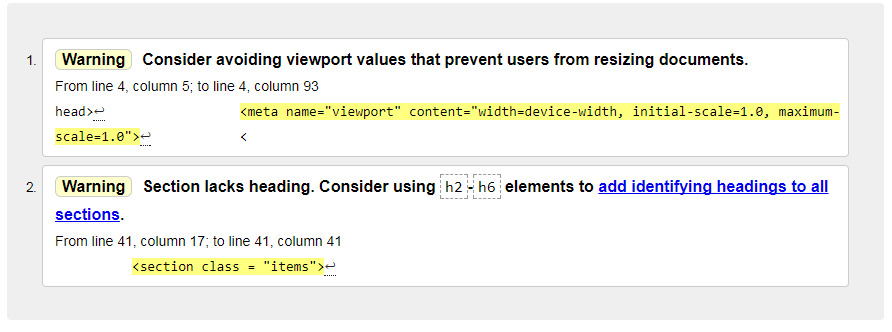 1. Warning Consider avoiding viewport values that prevent users from resizing documents.
From line 4, column 5; to line 4, column 93
head>↩ <meta name="viewport" content="width=device-width, initial-scale=1.0, maximum-
scale=1.0">↩ <
2. Warning Section lacks heading. Consider using h2-h6 elements to add identifying headings to all
sections.
From line 41, column 17; to line 41, column 41
<section class = "items">↩